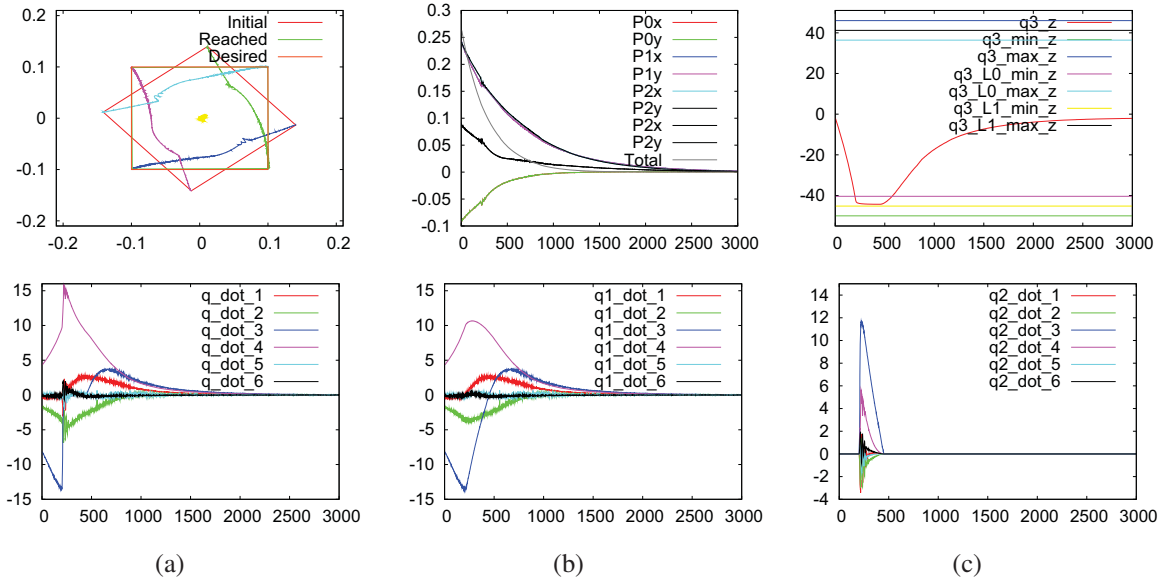 0.2
0.1
0
-0.1
-0.2
-0.2
-0.1
0
0.1
0.2
Initial
Reached
Desired
0.3
0.25
0.2
0.15
0.1
0.05
0
-0.05
-0.1
0 500 1000 1500 2000 2500 3000
P0x
P0y
P1x
P1y
P2x
P2y
P2x
P2y
Total
40
20
0
-20
-40
0 500 1000 1500 2000 2500 3000
q3_z
q3_min_z
q3_max_z
q3_L0_min_z
q3_L0_max_z
q3_L1_min_z
q3_L1_max_z
15
10
5
0
-5
-10
-15
0 500 1000 1500 2000 2500 3000
q_dot_1
q_dot_2
q_dot_3
q_dot_4
q_dot_5
q_dot_6
15
10
5
0
-5
-10
-15
0 500 1000 1500 2000 2500 3000
q1_dot_1
q1_dot_2
q1_dot_3
q1_dot_4
q1_dot_5
q1_dot_6
14
12
10
8
6
4
2
0
-2
-4
0 500 1000 1500 2000 2500 3000
q2_dot_1
q2_dot_2
q2_dot_3
q2_dot_4
q2_dot_5
q2_dot_6
(a)
(b)
(c)